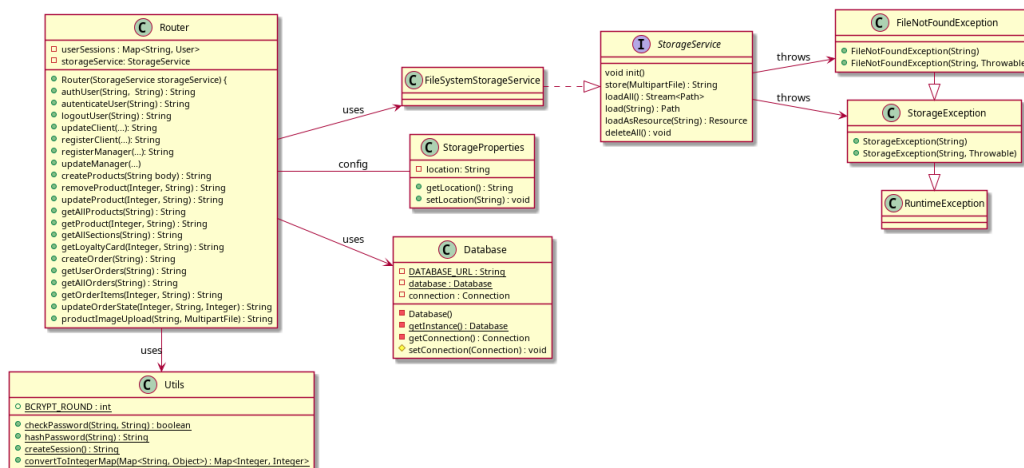 C Router
userSessions : Map<String, User>
storageService: StorageService
Router(StorageService storageService) {
authUser(String,  String) : String
autenticateUser(String) : String
logoutUser(String) : String
updateClient(...): String
registerClient(...): String
registerManager(...): String
updateManager(...)
createProducts(String body) : String
removeProduct(Integer, String) : String
updateProduct(Integer, String) : String
getAllProducts(String) : String
getProduct(Integer, String) : String
getAllSections(String) : String
getLoyaltyCard(Integer, String) : String
createOrder(String) : String
getUserOrders(String) : String
getAllOrders(String) : String
getOrderItems(Integer, String) : String
updateOrderState(Integer, String, Integer) : String
productImageUpload(String, MultipartFile) : String
uses
C Utils
BCRYPT_ROUND : int
checkPassword(String, String) : boolean
hashPassword(String) : String
createSession() : String
convertToIntegerMap(Map<String, Object>) : Map<Integer, Integer>
uses
C FileSystemStorageService
config
C StorageProperties
location: String
getLocation() : String
setLocation(String) : void
uses
C Database
DATABASE_URL : String
database : Database
connection : Connection
Database()
getInstance() : Database
getConnection() : Connection
setConnection(Connection) : void
I StorageService
void init()
store(MultipartFile) : String
loadAll() : Stream<Path>
load(String) : Path
loadAsResource(String) : Resource
deleteAll() : void
throws
throws
C FileNotFoundException
FileNotFoundException(String)
FileNotFoundException(String, Throwable
C StorageException
StorageException(String)
StorageException(String, Throwable)
C RuntimeException